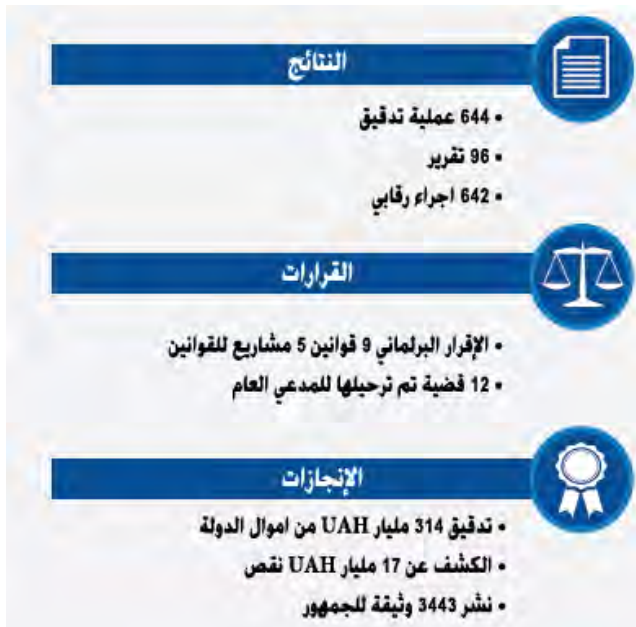 النتائج
• 644 عملية تدقيق
• 96 تقرير
• 642 اجراء رقابي
القرارات
• الإقرار البرلماني 9 قوانين 5 مشاريع للقوانين
• 12 قضية تم ترحيلها للمدعي العام
الإنجازات
• تدقيق 314 مليار UAH من اموال الدولة
• الكشف عن 17 مليار UAH نقص
• نشر 3443 وثيقة للجمهور